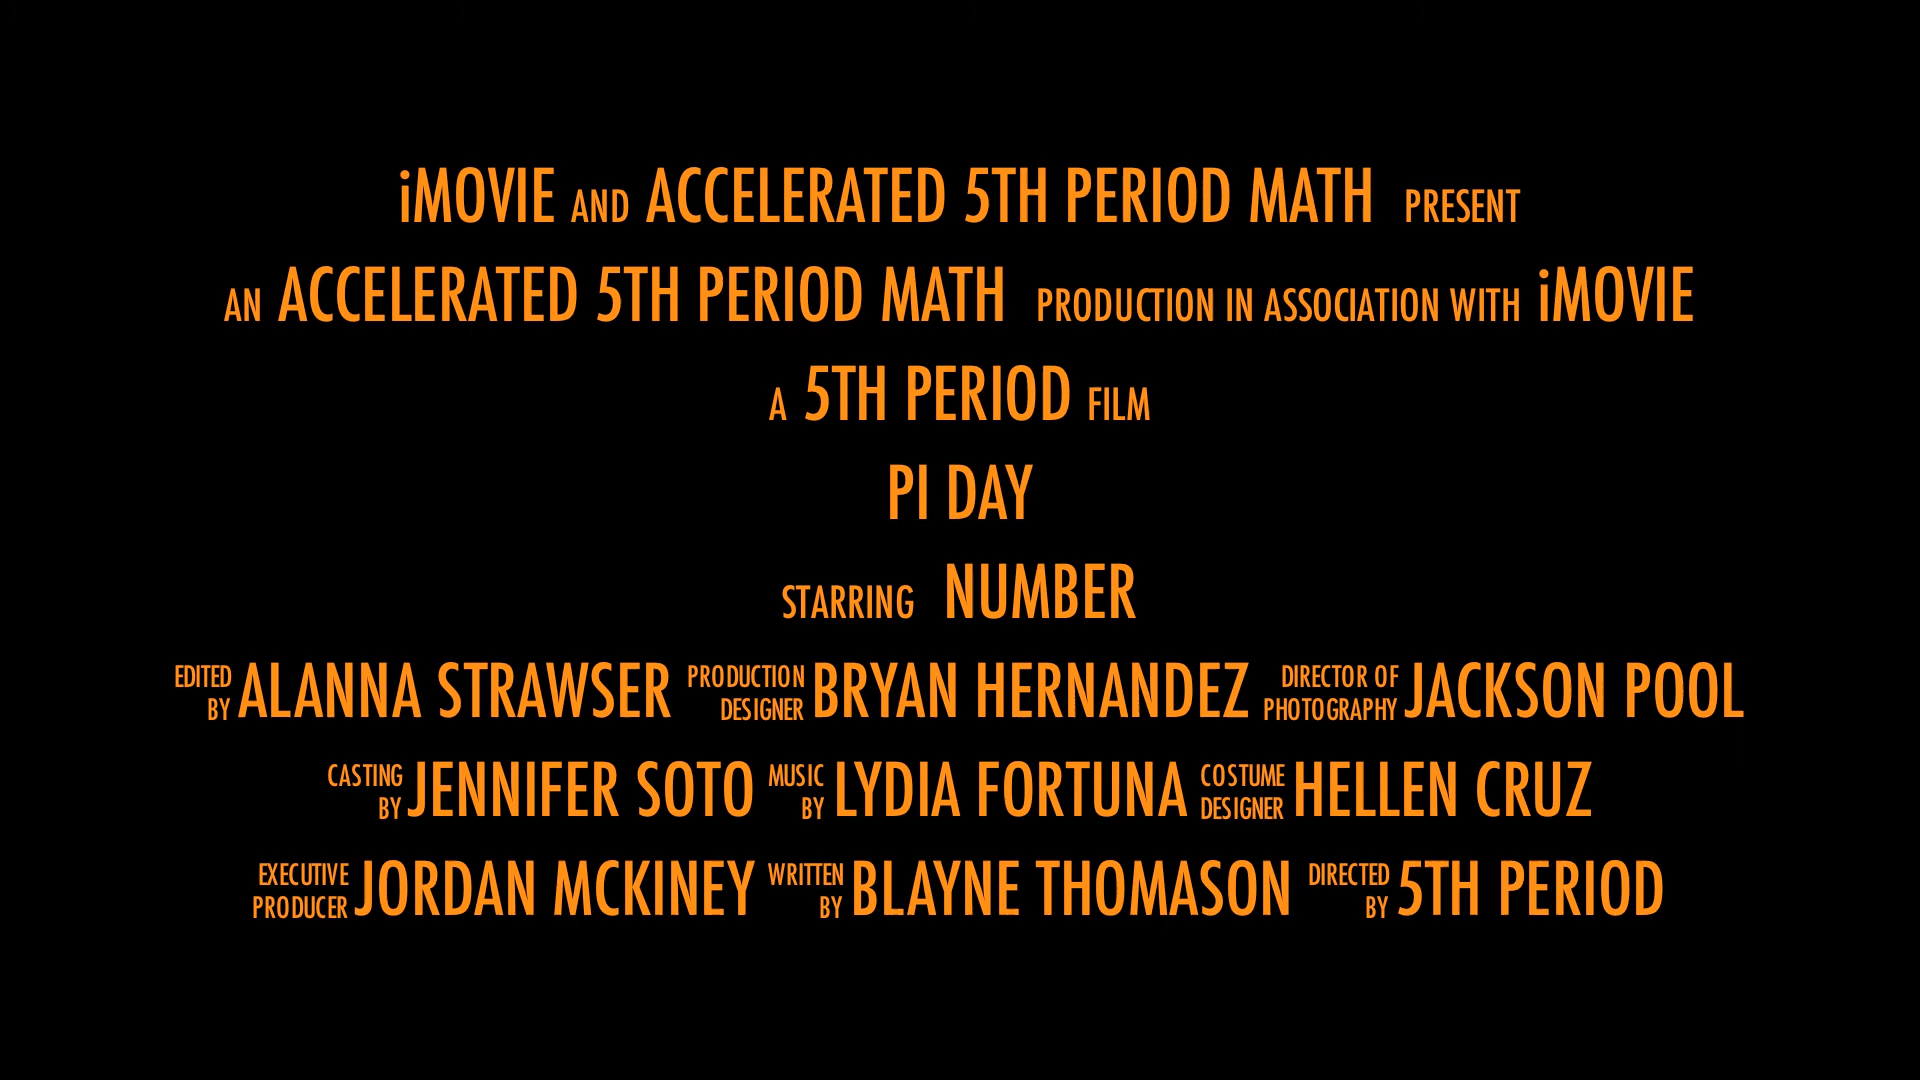 iMOVIE AND ACCELERATED 5TH PERIOD MATH PRESENT
AN ACCELERATED 5TH PERIOD MATH PRODUCTION IN ASSOCIATION WITH iMOVIE
A 5TH PERIOD FILM
PI DAY
STARRING NUMBER
EDITED BY ALANNA STRAWSER PRODUCTION DESIGNER BRYAN HERNANDEZ DIRECTOR OF PHOTOGRAPHY JACKSON POOL
CASTING BY JENNIFER SOTO MUSIC BY LYDIA FORTUNA COSTUME DESIGNER HELLEN CRUZ
EXECUTIVE PRODUCER JORDAN MCKINEY WRITTEN BY BLAYNE THOMASON DIRECTED BY 5TH PERIOD